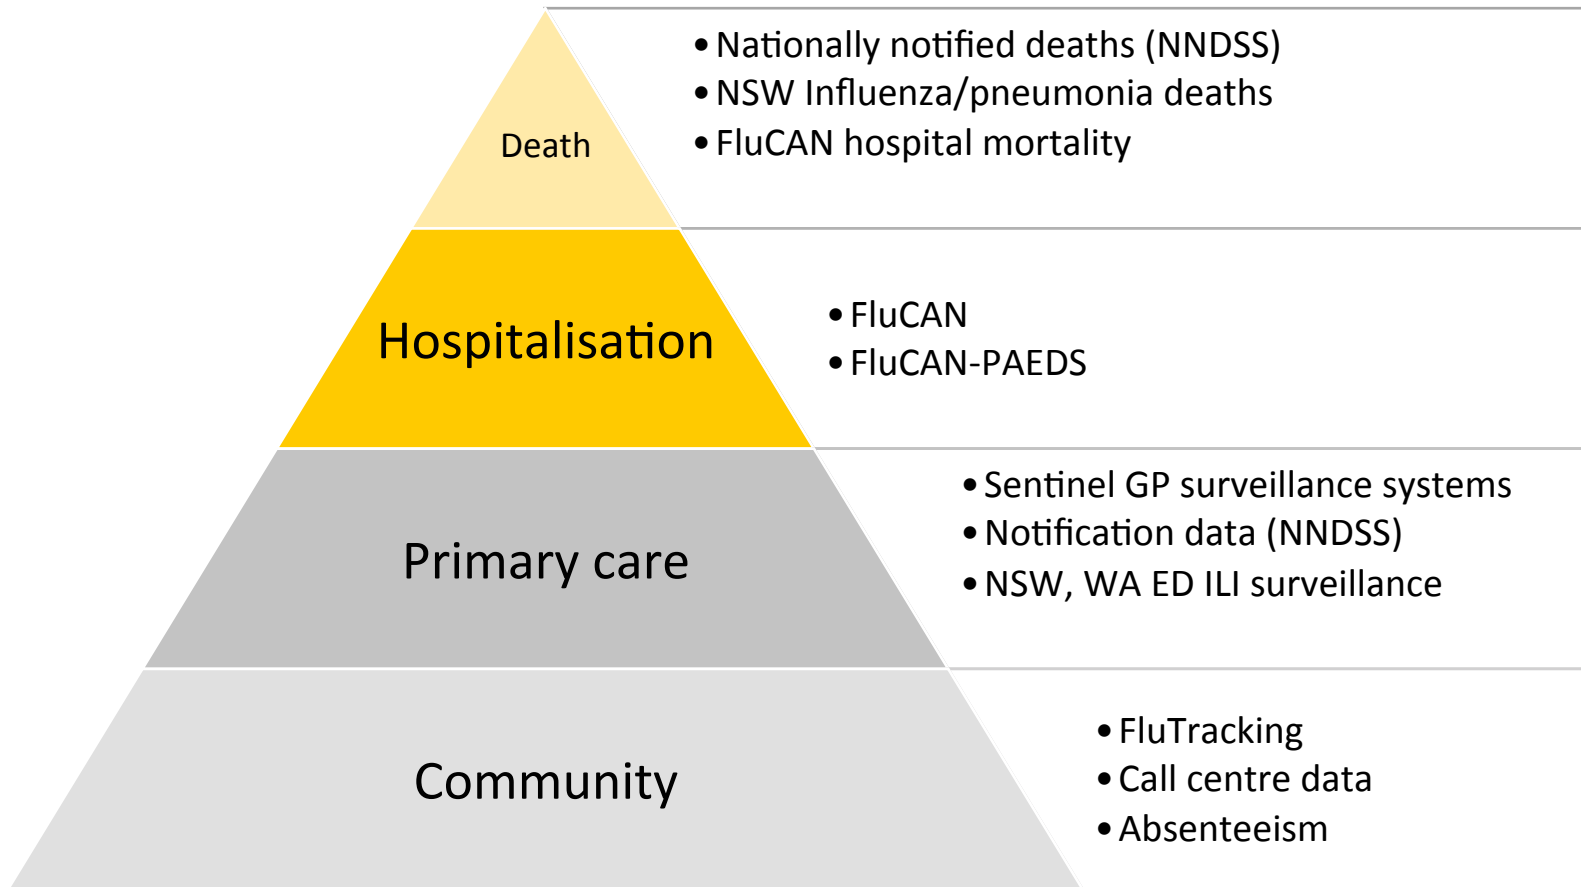 • Nationally notified deaths (NNDSS)
• NSW Influenza/pneumonia deaths
• FluCAN hospital mortality
Death
Hospitalisation
• FluCAN
• FluCAN-PAEDS
Primary care
• Sentinel GP surveillance systems
• Notification data (NNDSS)
• NSW, WA ED ILI surveillance
Community
• FluTracking
• Call centre data
• Absenteeism